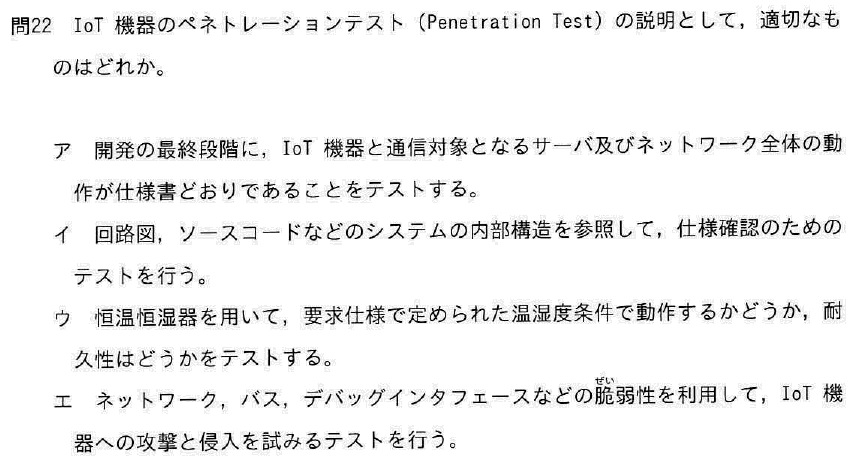 問22 IoT 機器のペネトレーションテスト（Penetration Test）の説明として，適切なも
のはどれか。
ア 開発の最終段階に，IoT 機器と通信対象となるサーバ及びネットワーク全体の動
作が仕様書どおりであることをテストする。
イ 回路図，ソースコードなどのシステムの内部構造を参照して，仕様確認のための
テストを行う。
ウ 恒温恒湿器を用いて，要求仕様で定められた温湿度条件で動作するかどうか，耐
久性はどうかをテストする。
ぜい
エ ネットワーク，バス，デバッグインタフェースなどの脆弱性を利用して，IoT 機
器への攻撃と侵入を試みるテストを行う。